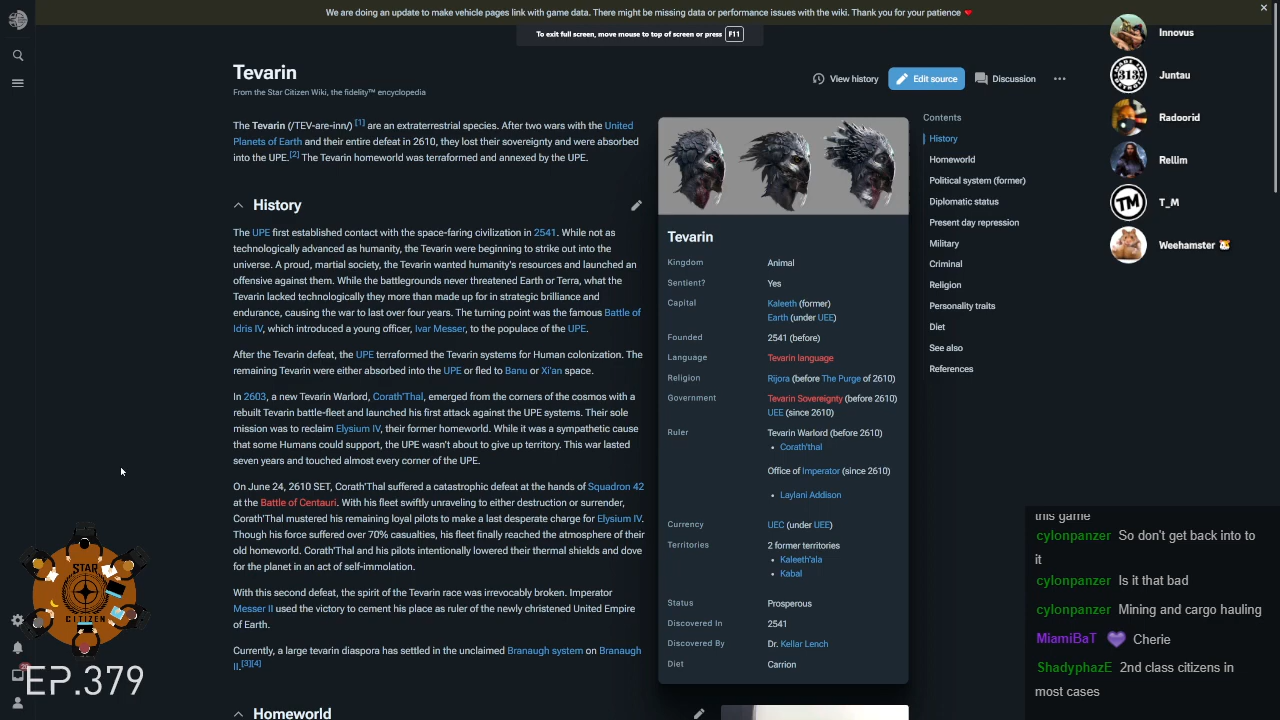 We are doing an update to make vehicle pages link with game data. There might be missing data or performance issues with the wiki. Thank you for your patience ❤️
To exit full screen, move mouse to top of screen or press F11
Tevarin
From the Star Citizen Wiki, the fidelity™ encyclopedia
View history
Edit source
Discussion
The Tevarin (/TEV-are-inn/) [1] are an extraterrestrial species. After two wars with the United
Planets of Earth and their entire defeat in 2610, they lost their sovereignty and were absorbed
into the UPE.[2] The Tevarin homeworld was terraformed and annexed by the UPE.
History
The UPE first established contact with the space-faring civilization in 2541. While not as
technologically advanced as humanity, the Tevarin were beginning to strike out into the
universe. A proud, martial society, the Tevarin wanted humanity's resources and launched an
offensive against them. While the battlegrounds never threatened Earth or Terra, what the
Tevarin lacked technologically they more than made up for in strategic brilliance and
endurance, causing the war to last over four years. The turning point was the famous Battle of
Idris IV, which introduced a young officer, Ivar Messer, to the populace of the UPE.
After the Tevarin defeat, the UPE terraformed the Tevarin systems for Human colonization. The
remaining Tevarin were either absorbed into the UPE or fled to Banu or Xi'an space.
In 2603, a new Tevarin Warlord, Corath'Thal, emerged from the corners of the cosmos with a
rebuilt Tevarin battle-fleet and launched his first attack against the UPE systems. Their sole
mission was to reclaim Elysium IV, their former homeworld. While it was a sympathetic cause
that some Humans could support, the UPE wasn't about to give up territory. This war lasted
seven years and touched almost every corner of the UPE.
On June 24, 2610 SET, Corath'Thal suffered a catastrophic defeat at the hands of Squadron 42
at the Battle of Centauri. With his fleet swiftly unraveling to either destruction or surrender,
Corath'Thal mustered his remaining loyal pilots to make a last desperate charge for Elysium IV.
Though his force suffered over 70% casualties, his fleet finally reached the atmosphere of their
old homeworld. Corath'Thal and his pilots intentionally lowered their thermal shields and dove
for the planet in an act of self-immolation.
With this second defeat, the spirit of the Tevarin race was irrevocably broken. Imperator
Messer II used the victory to cement his place as ruler of the newly christened United Empire
of Earth.
Currently, a large tevarin diaspora has settled in the unclaimed Branaugh system on Branaugh
II.[3][4]
Homeworld
Tevarin
Kingdom Animal
Sentient? Yes
Capital Kaleeth (former)
Earth (under UEE)
Founded 2541 (before)
Language Tevarin language
Religion Rijora (before The Purge of 2610)
Government Tevarin Sovereignty (before 2610)
UEE (since 2610)
Ruler Tevarin Warlord (before 2610)
• Corath'thal
Office of Imperator (since 2610)
• Laylani Addison
Currency UEC (under UEE)
Territories 2 former territories
• Kaleeth'ala
• Kabal
Status Prosperous
Discovered In 2541
Discovered By Dr. Kellar Lench
Diet Carrion
Contents
History
Homeworld
Political system (former)
Diplomatic status
Present day repression
Military
Criminal
Religion
Personality traits
Diet
See also
References
Innovus
Juntau
Radoorid
Rellim
T_M
Weehamster 🐹
313
TM
this game
cylonpanzer So don't get back into to
it
cylonpanzer Is it that bad
cylonpanzer Mining and cargo hauling
MiamiBaT 💜 Cherie
ShadyphazE 2nd class citizens in
most cases
STAR
CITIZEN
EP.379